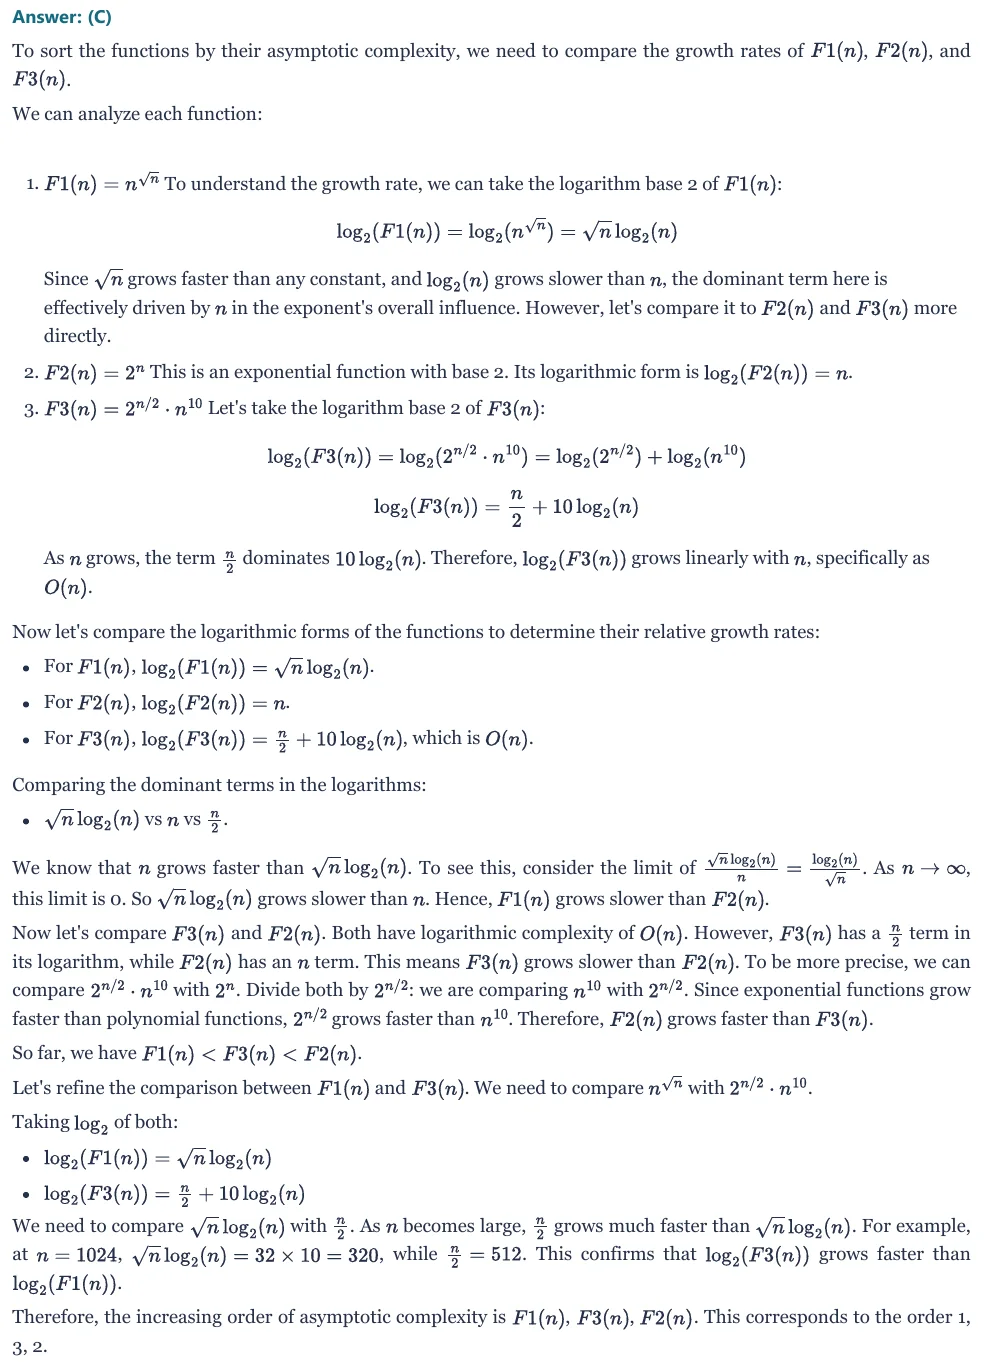 Answer: (C)
To sort the functions by their asymptotic complexity, we need to compare the growth rates of F1(n), F2(n), and
F3(n).
We can analyze each function:
1. F1(n) = n^√n To understand the growth rate, we can take the logarithm base 2 of F1(n):
log₂(F1(n)) = log₂(n^√n) = √n log₂(n)
Since √n grows faster than any constant, and log₂(n) grows slower than n, the dominant term here is
effectively driven by n in the exponent's overall influence. However, let's compare it to F2(n) and F3(n) more
directly.
2. F2(n) = 2^n This is an exponential function with base 2. Its logarithmic form is log₂(F2(n)) = n.
3. F3(n) = 2^(n/2) · n^10 Let's take the logarithm base 2 of F3(n):
log₂(F3(n)) = log₂(2^(n/2) · n^10) = log₂(2^(n/2)) + log₂(n^10)
log₂(F3(n)) = n/2 + 10 log₂(n)
As n grows, the term n/2 dominates 10 log₂(n). Therefore, log₂(F3(n)) grows linearly with n, specifically as
O(n).
Now let's compare the logarithmic forms of the functions to determine their relative growth rates:
• For F1(n), log₂(F1(n)) = √n log₂(n).
• For F2(n), log₂(F2(n)) = n.
• For F3(n), log₂(F3(n)) = n/2 + 10 log₂(n), which is O(n).
Comparing the dominant terms in the logarithms:
• √n log₂(n) vs n vs n/2.
We know that n grows faster than √n log₂(n). To see this, consider the limit of √n log₂(n)/n = log₂(n)/√n. As n → ∞,
this limit is 0. So √n log₂(n) grows slower than n. Hence, F1(n) grows slower than F2(n).
Now let's compare F3(n) and F2(n). Both have logarithmic complexity of O(n). However, F3(n) has a n/2 term in
its logarithm, while F2(n) has an n term. This means F3(n) grows slower than F2(n). To be more precise, we can
compare 2^(n/2) · n^10 with 2^n. Divide both by 2^(n/2): we are comparing n^10 with 2^(n/2). Since exponential functions grow
faster than polynomial functions, 2^(n/2) grows faster than n^10. Therefore, F2(n) grows faster than F3(n).
So far, we have F1(n) < F3(n) < F2(n).
Let's refine the comparison between F1(n) and F3(n). We need to compare n^√n with 2^(n/2) · n^10.
Taking log₂ of both:
• log₂(F1(n)) = √n log₂(n)
• log₂(F3(n)) = n/2 + 10 log₂(n)
We need to compare √n log₂(n) with n/2. As n becomes large, n/2 grows much faster than √n log₂(n). For example,
at n = 1024, √n log₂(n) = 32 × 10 = 320, while n/2 = 512. This confirms that log₂(F3(n)) grows faster than
log₂(F1(n)).
Therefore, the increasing order of asymptotic complexity is F1(n), F3(n), F2(n). This corresponds to the order 1,
3, 2.